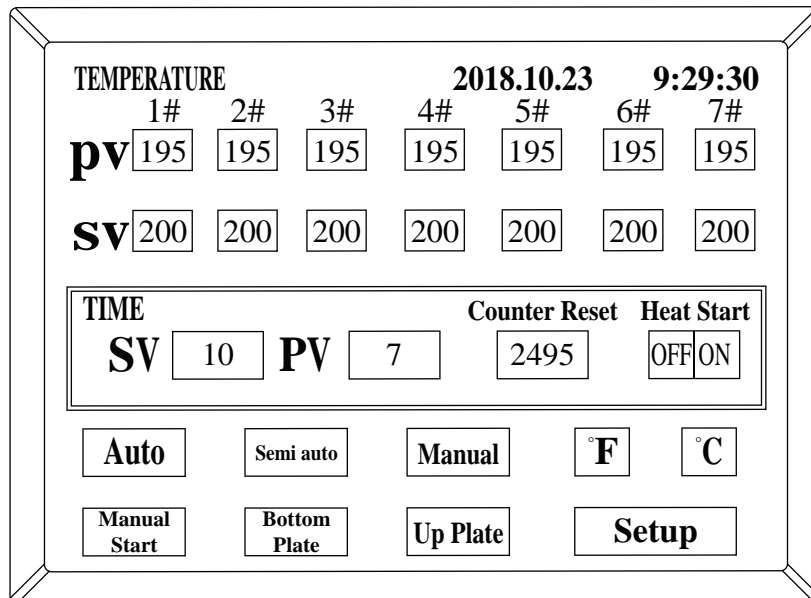 TEMPERATURE 2018.10.23 9:29:30
1# 2# 3# 4# 5# 6# 7#
pv 195 195 195 195 195 195 195
sv 200 200 200 200 200 200 200
TIME Counter Reset Heat Start
SV 10 PV 7 2495 OFF ON
Auto Semi auto Manual °F °C
Manual Start Bottom Plate Up Plate Setup